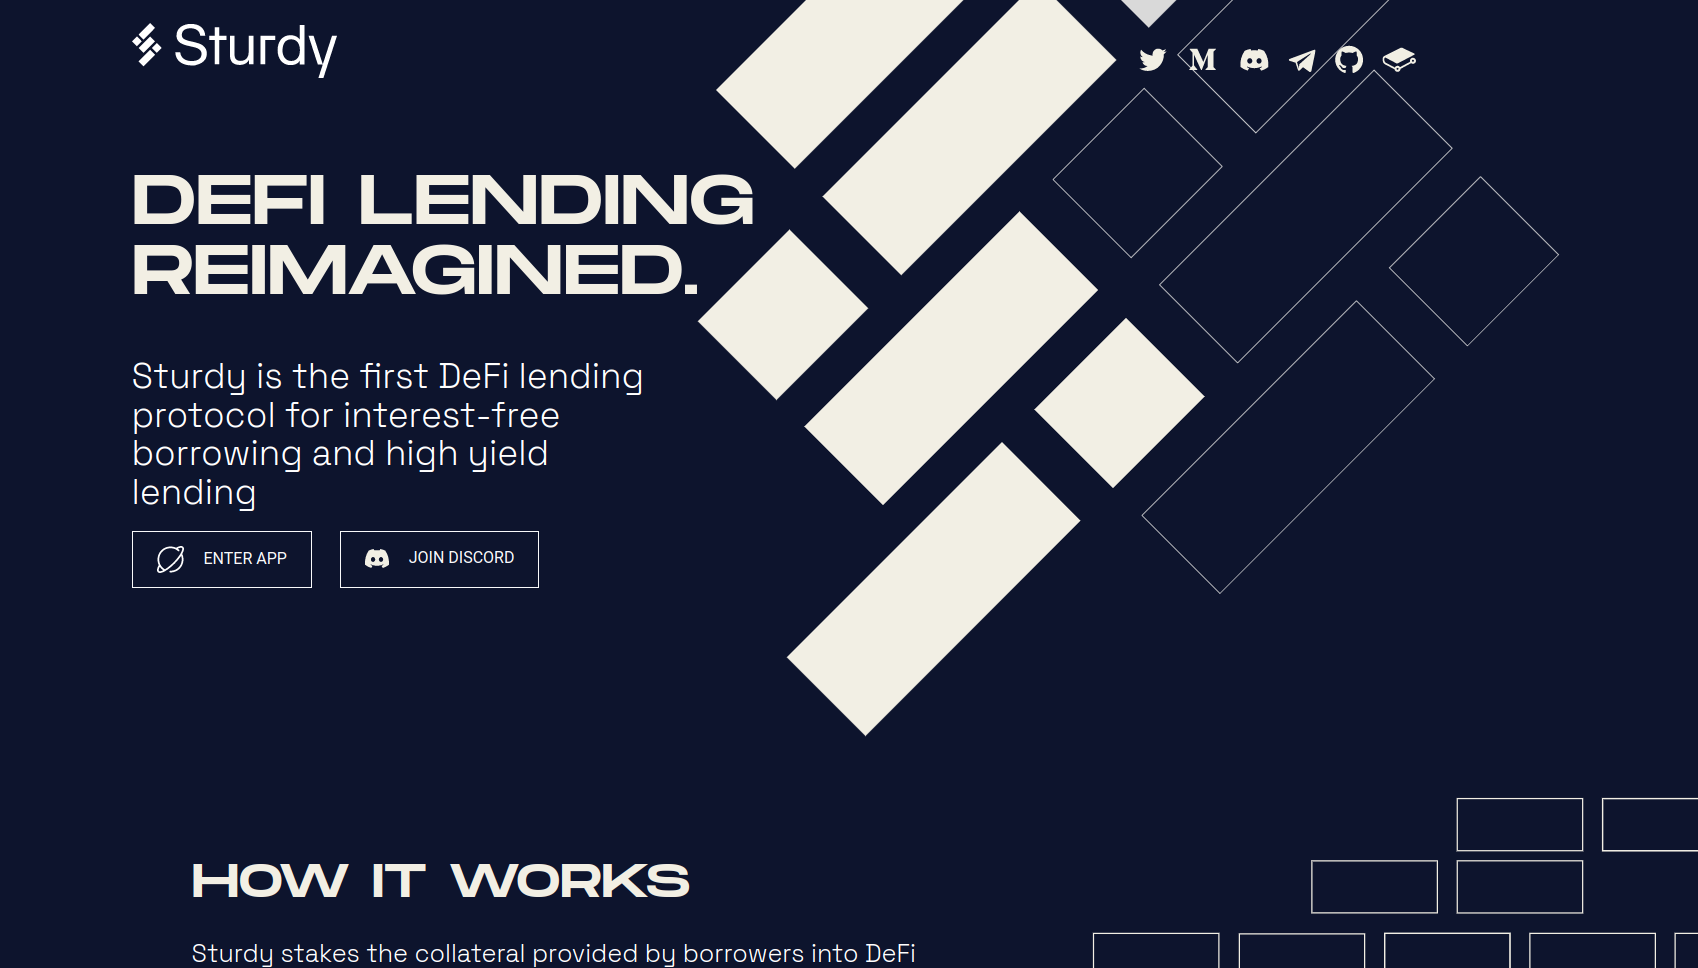 Sturdy
DEFI LENDING
REIMAGINED.
Sturdy is the first DeFi lending
protocol for interest-free
borrowing and high yield
lending
ENTER APP
JOIN DISCORD
HOW IT WORKS
Sturdy stakes the collateral provided by borrowers into DeFi